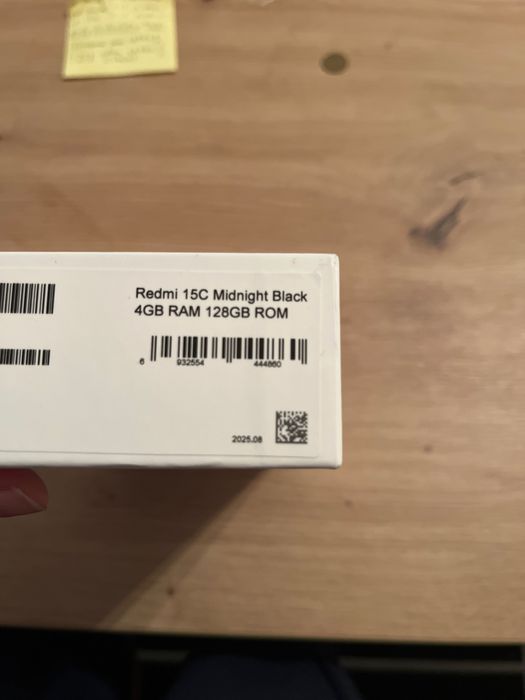 Redmi 15C Midnight Black
4GB RAM 128GB ROM
6 932554 444860
2025.08